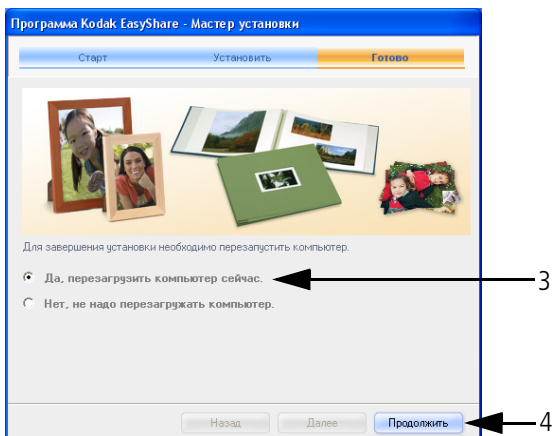 Программа Kodak EasyShare - Мастер установки
Старт Установить Готово
Для завершения установки необходимо перезапустить компьютер.
Да, перезагрузить компьютер сейчас. 3
Нет, не надо перезагружать компьютер.
Назад Далее Продолжить 4